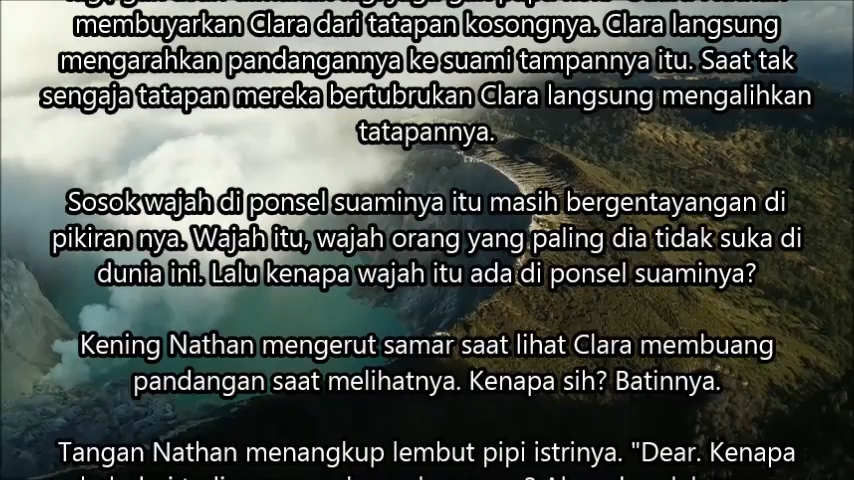 membuyarkan Clara dari tatapan kosongnya. Clara langsung
mengarahkan pandangannya ke suami tampannya itu. Saat tak
sengaja tatapan mereka bertubrukan Clara langsung mengalihkan
tatapannya.
Sosok wajah di ponsel suaminya itu masih bergentayangan di
pikiran nya. Wajah itu, wajah orang yang paling dia tidak suka di
dunia ini. Lalu kenapa wajah itu ada di ponsel suaminya?
Kening Nathan mengerut samar saat lihat Clara membuang
pandangan saat melihatnya. Kenapa sih? Batinnya.
Tangan Nathan menangkup lembut pipi istrinya. "Dear. Kenapa